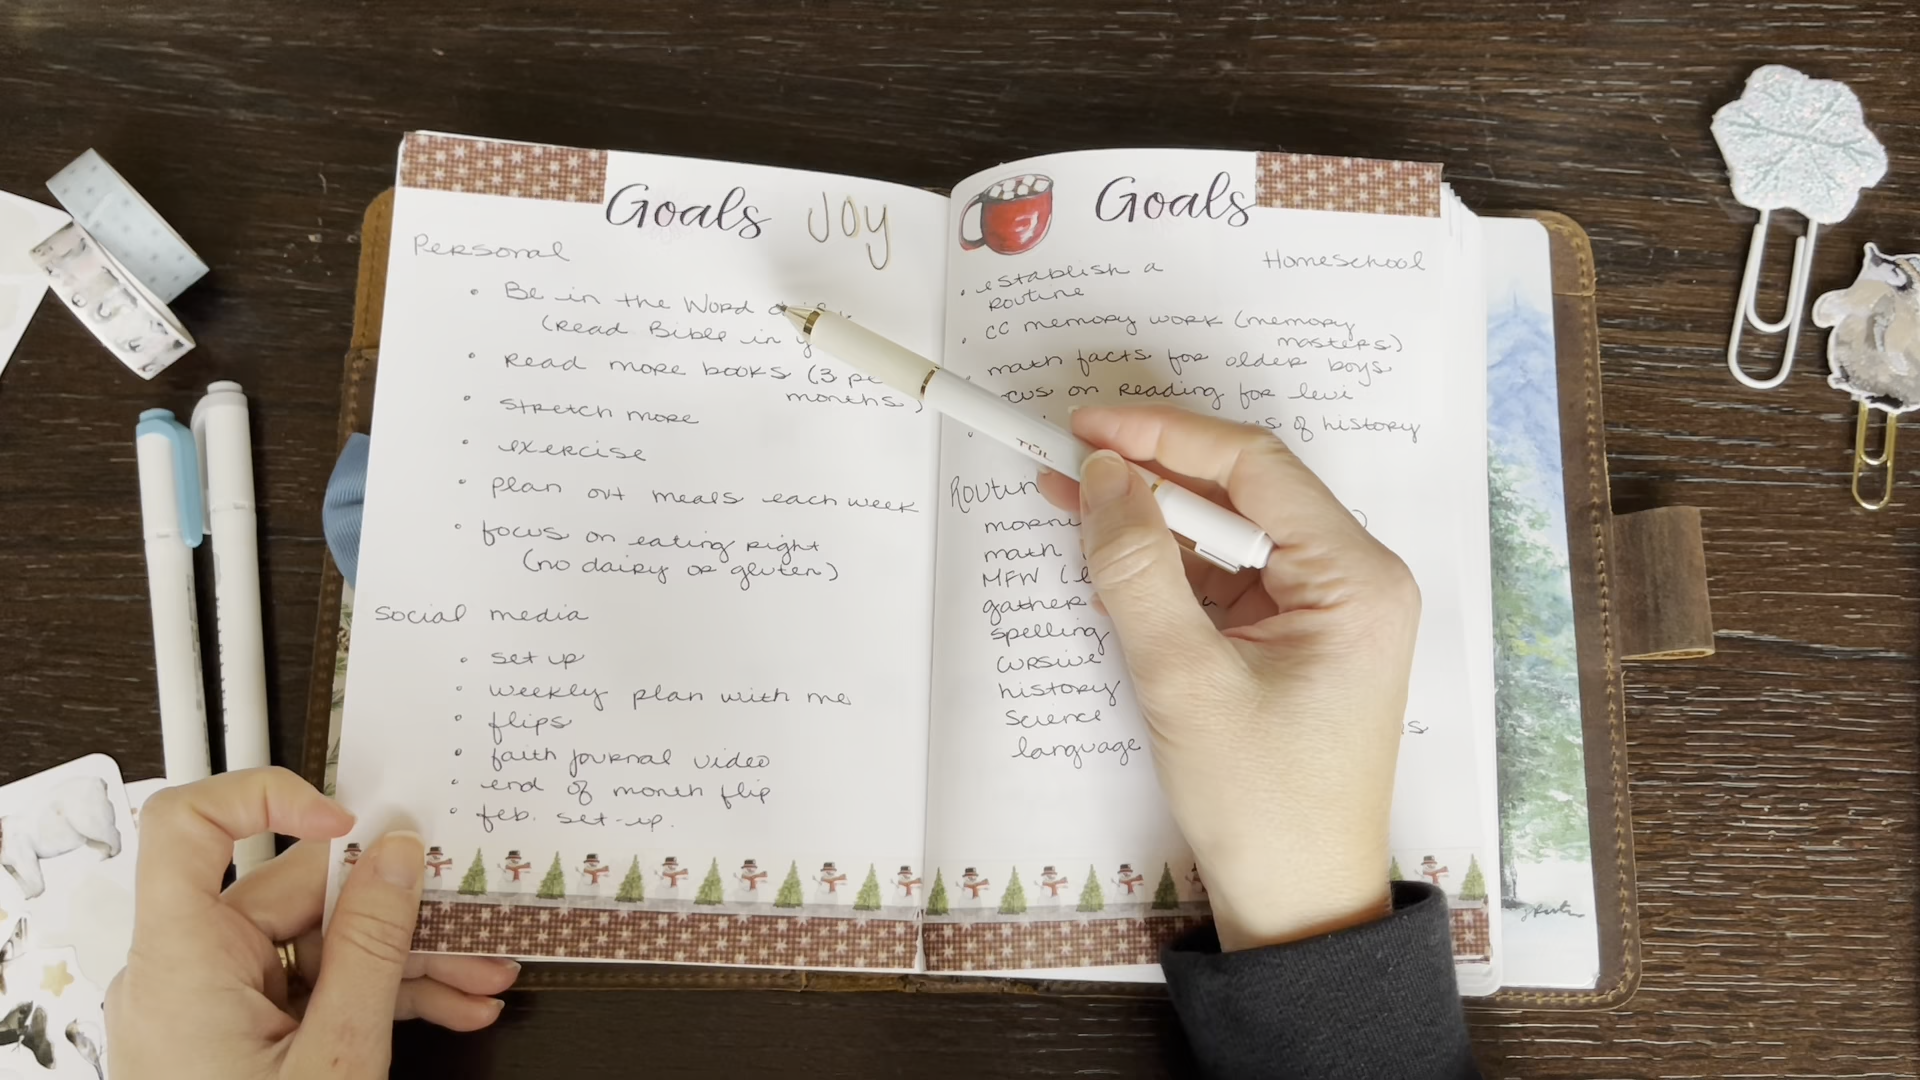 Goals JOY
Personal
• Be in the Word
(Read Bible in
• Read more books (3
months)
• stretch more
• exercise
• plan out meals each week
• focus on eating right
(no dairy or gluten)
social media
• set up
• weekly plan with me
• flips
• faith journal video
• end of month flip
• feb. set-up.
Goals
Homeschool
• establish a
routine
• CC memory work (memory
masters)
• math facts for older boys
on reading for levi
• of history
math
MFW
gather
spelling
cursive
history
science
language